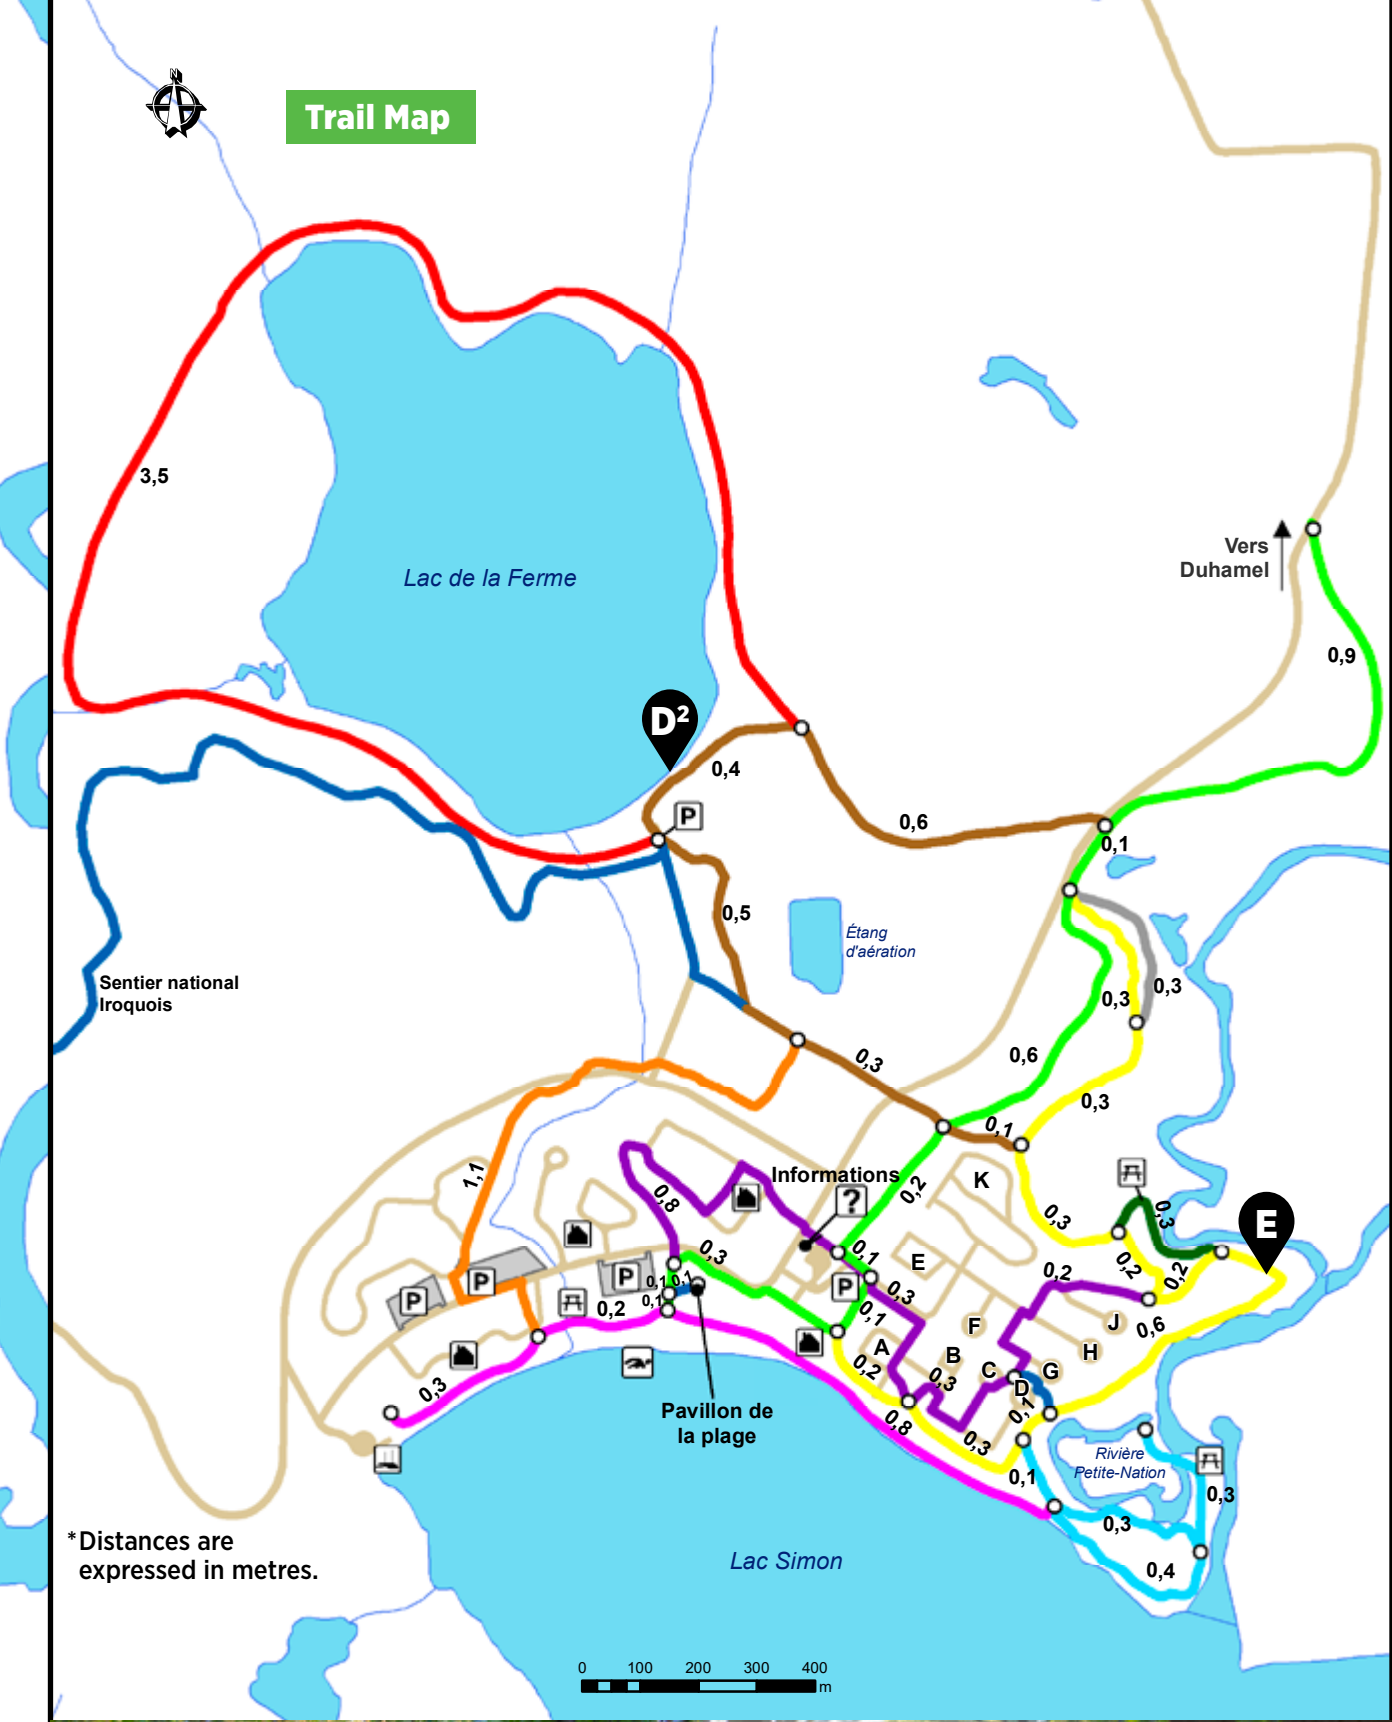 N
Trail Map
3,5
Lac de la Ferme
Vers
Duhamel
0,9
D²
0,4
P
0,6
0,1
0,5
Étang
d'aération
0,3
0,3
Sentier national
Iroquois
0,6
0,3
0,3
0,1
1,1
Informations
K
0,8
?
0,2
0,3
0,3
E
0,3
0,1
E
0,2
0,2
P
P
0,1
0,1
P
0,3
0,2
P
0,2
0,1
0,1
F
J
0,6
A
B
H
0,2
0,3
C
G
D
0,3
0,1
Pavillon de
la plage
0,8
0,3
Rivière
Petite-Nation
0,1
0,3
0,3
*Distances are
expressed in metres.
Lac Simon
0,4
0 100 200 300 400
m